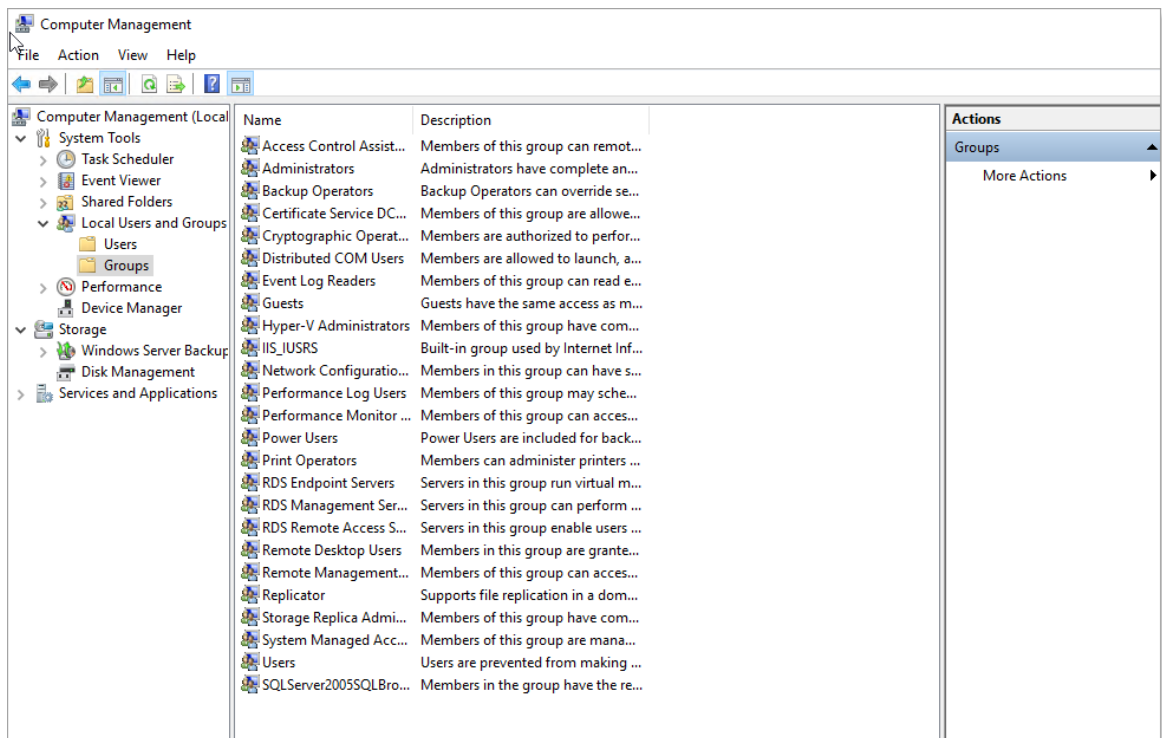 Computer Management
File Action View Help
Computer Management (Local
System Tools
Task Scheduler
Event Viewer
Shared Folders
Local Users and Groups
Users
Groups
Performance
Device Manager
Storage
Windows Server Backup
Disk Management
Services and Applications
Name Description
Access Control Assist... Members of this group can remot...
Administrators Administrators have complete an...
Backup Operators Backup Operators can override se...
Certificate Service DC... Members of this group are allowe...
Cryptographic Operat... Members are authorized to perfor...
Distributed COM Users Members are allowed to launch, a...
Event Log Readers Members of this group can read e...
Guests Guests have the same access as m...
Hyper-V Administrators Members of this group have com...
IIS_IUSRS Built-in group used by Internet Inf...
Network Configuratio... Members in this group can have s...
Performance Log Users Members of this group may sche...
Performance Monitor ... Members of this group can acces...
Power Users Power Users are included for back...
Print Operators Members can administer printers ...
RDS Endpoint Servers Servers in this group run virtual m...
RDS Management Ser... Servers in this group can perform ...
RDS Remote Access S... Servers in this group enable users ...
Remote Desktop Users Members in this group are grante...
Remote Management... Members of this group can acces...
Replicator Supports file replication in a dom...
Storage Replica Admi... Members of this group have com...
System Managed Acc... Members of this group are mana...
Users Users are prevented from making ...
SQLServer2005SQLBro... Members in the group have the re...
Actions
Groups
More Actions